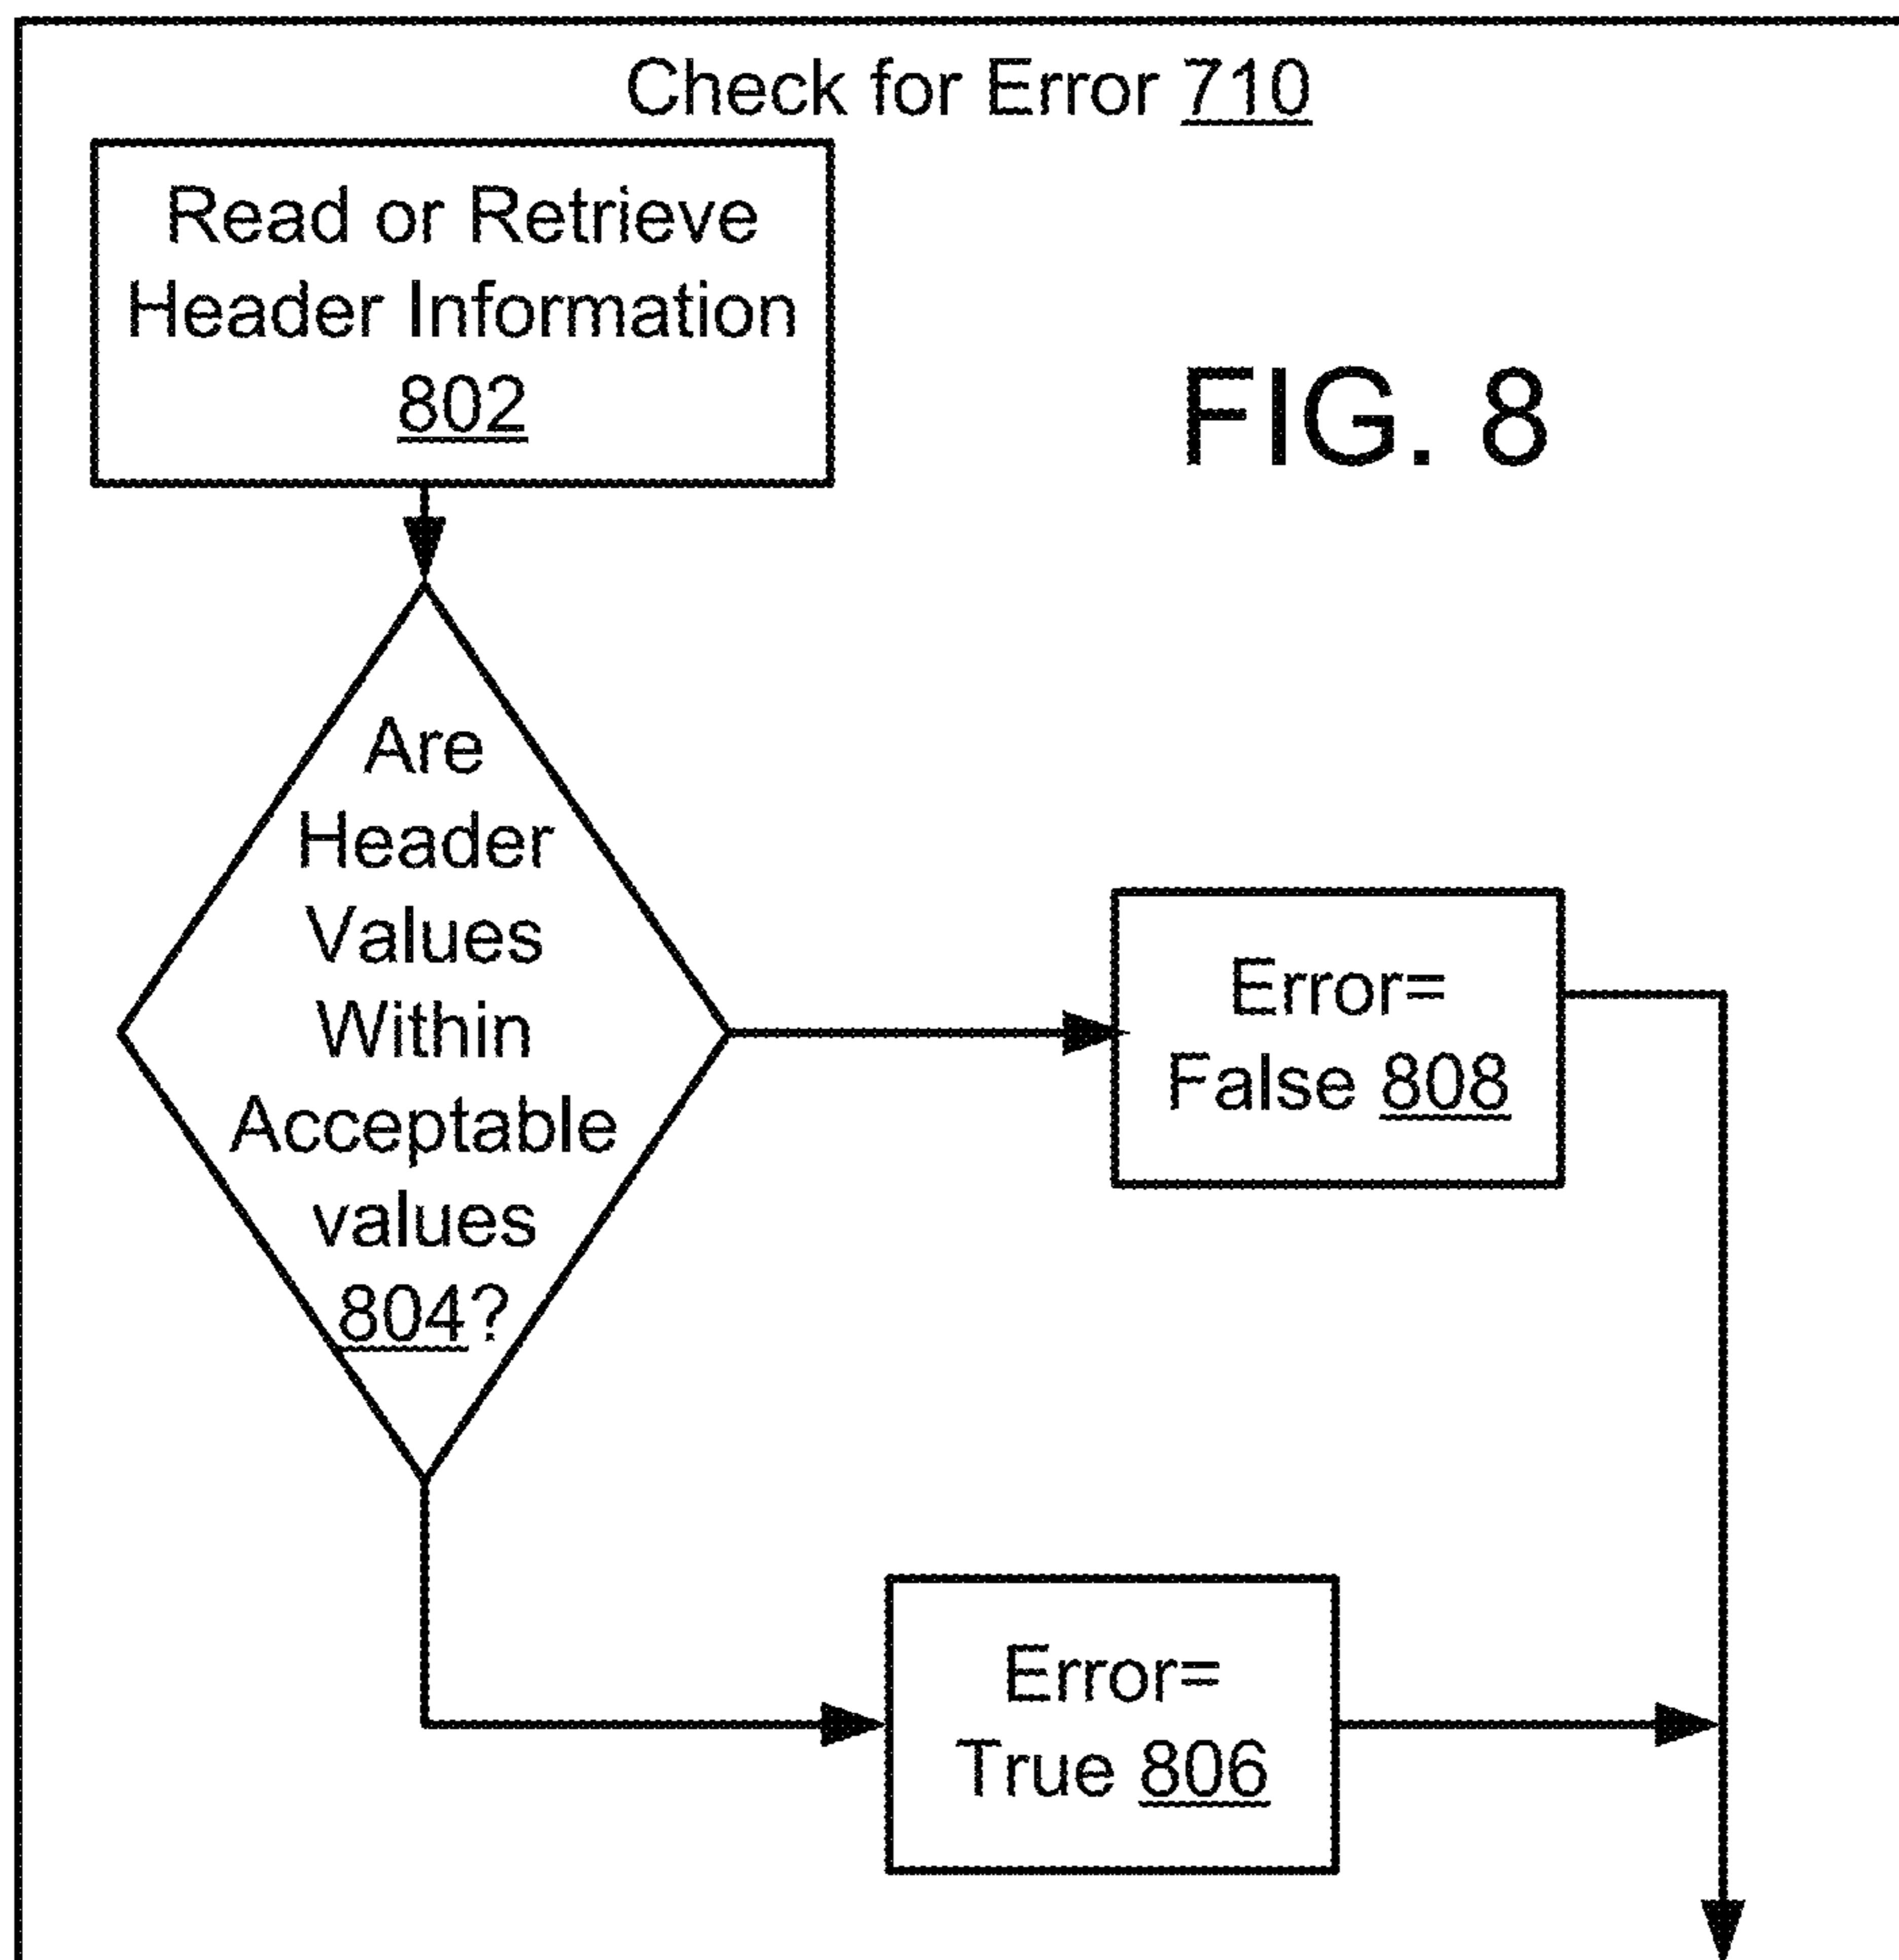 Check for Error 710
Read or Retrieve
Header Information
802
FIG. 8
Are
Header
Values
Within
Acceptable
values
804?
Error=
False 808
Error=
True 806